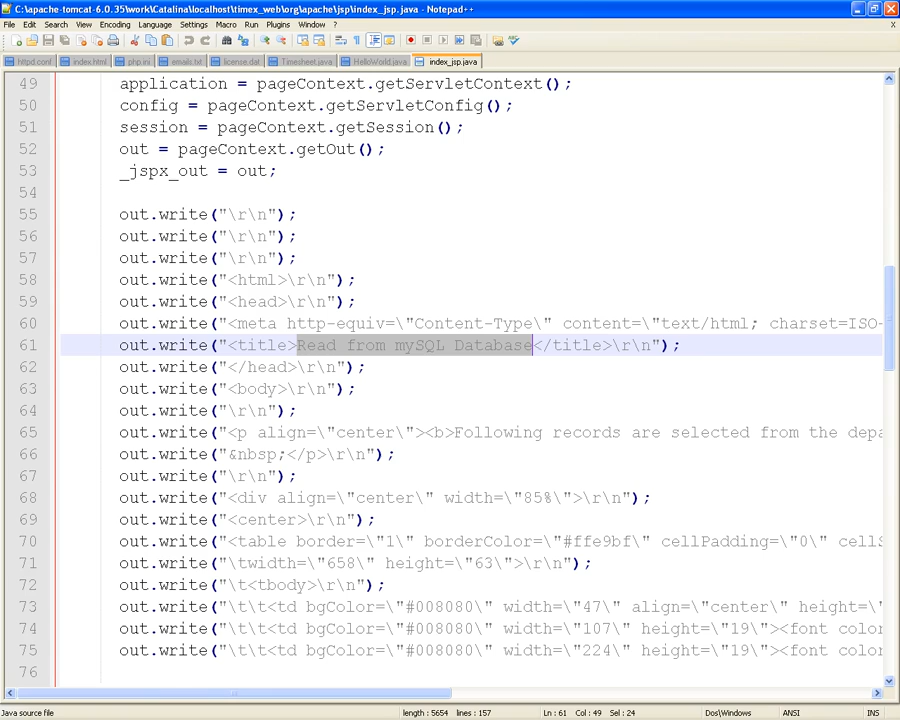 C:\apache-tomcat-6.0.35\work\Catalina\localhost\timex_web\org\apache\jsp\index_jsp.java - Notepad++
File Edit Search View Encoding Language Settings Macro Run Plugins Window ?
httpd.conf index.html php.ini emails.txt license.dat Timesheet.java HelloWorld.java index_jsp.java
49 application = pageContext.getServletContext();
50 config = pageContext.getServletConfig();
51 session = pageContext.getSession();
52 out = pageContext.getOut();
53 _jspx_out = out;
54
55 out.write("\r\n");
56 out.write("\r\n");
57 out.write("\r\n");
58 out.write("<html>\r\n");
59 out.write("<head>\r\n");
60 out.write("<meta http-equiv=\"Content-Type\" content=\"text/html; charset=ISO-
61 out.write("<title>Read from mySQL Database</title>\r\n");
62 out.write("</head>\r\n");
63 out.write("<body>\r\n");
64 out.write("\r\n");
65 out.write("<p align=\"center\"><b>Following records are selected from the depa
66 out.write("&nbsp;</p>\r\n");
67 out.write("\r\n");
68 out.write("<div align=\"center\" width=\"85%\">\r\n");
69 out.write("<center>\r\n");
70 out.write("<table border=\"1\" borderColor=\"#ffe9bf\" cellPadding=\"0\" cellS
71 out.write("\twidth=\"658\" height=\"63\">\r\n");
72 out.write("\t<tbody>\r\n");
73 out.write("\t\t<td bgColor=\"#008080\" width=\"47\" align=\"center\" height=\"
74 out.write("\t\t<td bgColor=\"#008080\" width=\"107\" height=\"19\"><font color
75 out.write("\t\t<td bgColor=\"#008080\" width=\"224\" height=\"19\"><font color
76
Java source file length : 5654 lines : 157 Ln : 61 Col : 49 Sel : 24 Dos\Windows ANSI INS